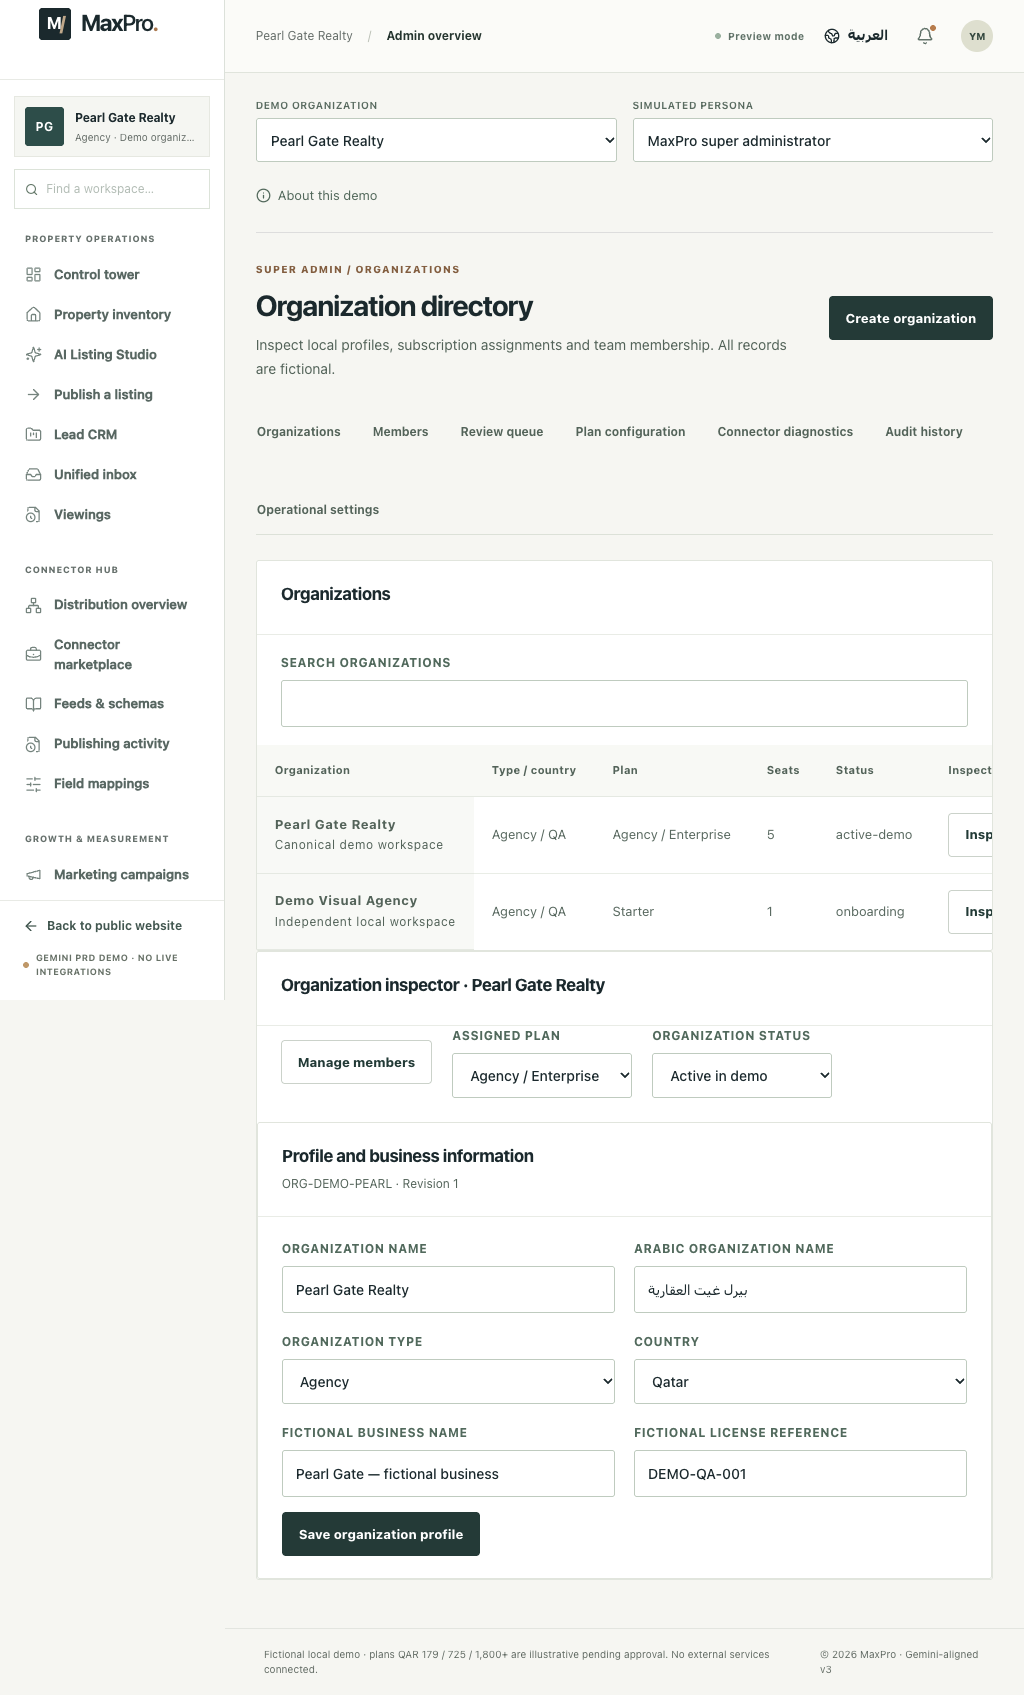 M/ MaxPro.
PG
Pearl Gate Realty
Agency · Demo organiz...
Find a workspace...
PROPERTY OPERATIONS
Control tower
Property inventory
AI Listing Studio
Publish a listing
Lead CRM
Unified inbox
Viewings
CONNECTOR HUB
Distribution overview
Connector
marketplace
Feeds & schemas
Publishing activity
Field mappings
GROWTH & MEASUREMENT
Marketing campaigns
Back to public website
GEMINI PRD DEMO · NO LIVE
INTEGRATIONS
Pearl Gate Realty / Admin overview
Preview mode
العربية
YM
DEMO ORGANIZATION
Pearl Gate Realty
SIMULATED PERSONA
MaxPro super administrator
About this demo
SUPER ADMIN / ORGANIZATIONS
Organization directory
Inspect local profiles, subscription assignments and team membership. All records
are fictional.
Create organization
Organizations Members Review queue Plan configuration Connector diagnostics Audit history
Operational settings
Organizations
SEARCH ORGANIZATIONS
Organization Type / country Plan Seats Status Inspect
Pearl Gate Realty
Canonical demo workspace
Agency / QA Agency / Enterprise 5 active-demo Insp
Demo Visual Agency
Independent local workspace
Agency / QA Starter 1 onboarding Insp
Organization inspector · Pearl Gate Realty
Manage members
ASSIGNED PLAN
Agency / Enterprise
ORGANIZATION STATUS
Active in demo
Profile and business information
ORG-DEMO-PEARL · Revision 1
ORGANIZATION NAME
Pearl Gate Realty
ARABIC ORGANIZATION NAME
بيرل غيت العقارية
ORGANIZATION TYPE
Agency
COUNTRY
Qatar
FICTIONAL BUSINESS NAME
Pearl Gate — fictional business
FICTIONAL LICENSE REFERENCE
DEMO-QA-001
Save organization profile
Fictional local demo · plans QAR 179 / 725 / 1,800+ are illustrative pending approval. No external services
connected.
© 2026 MaxPro · Gemini-aligned
v3